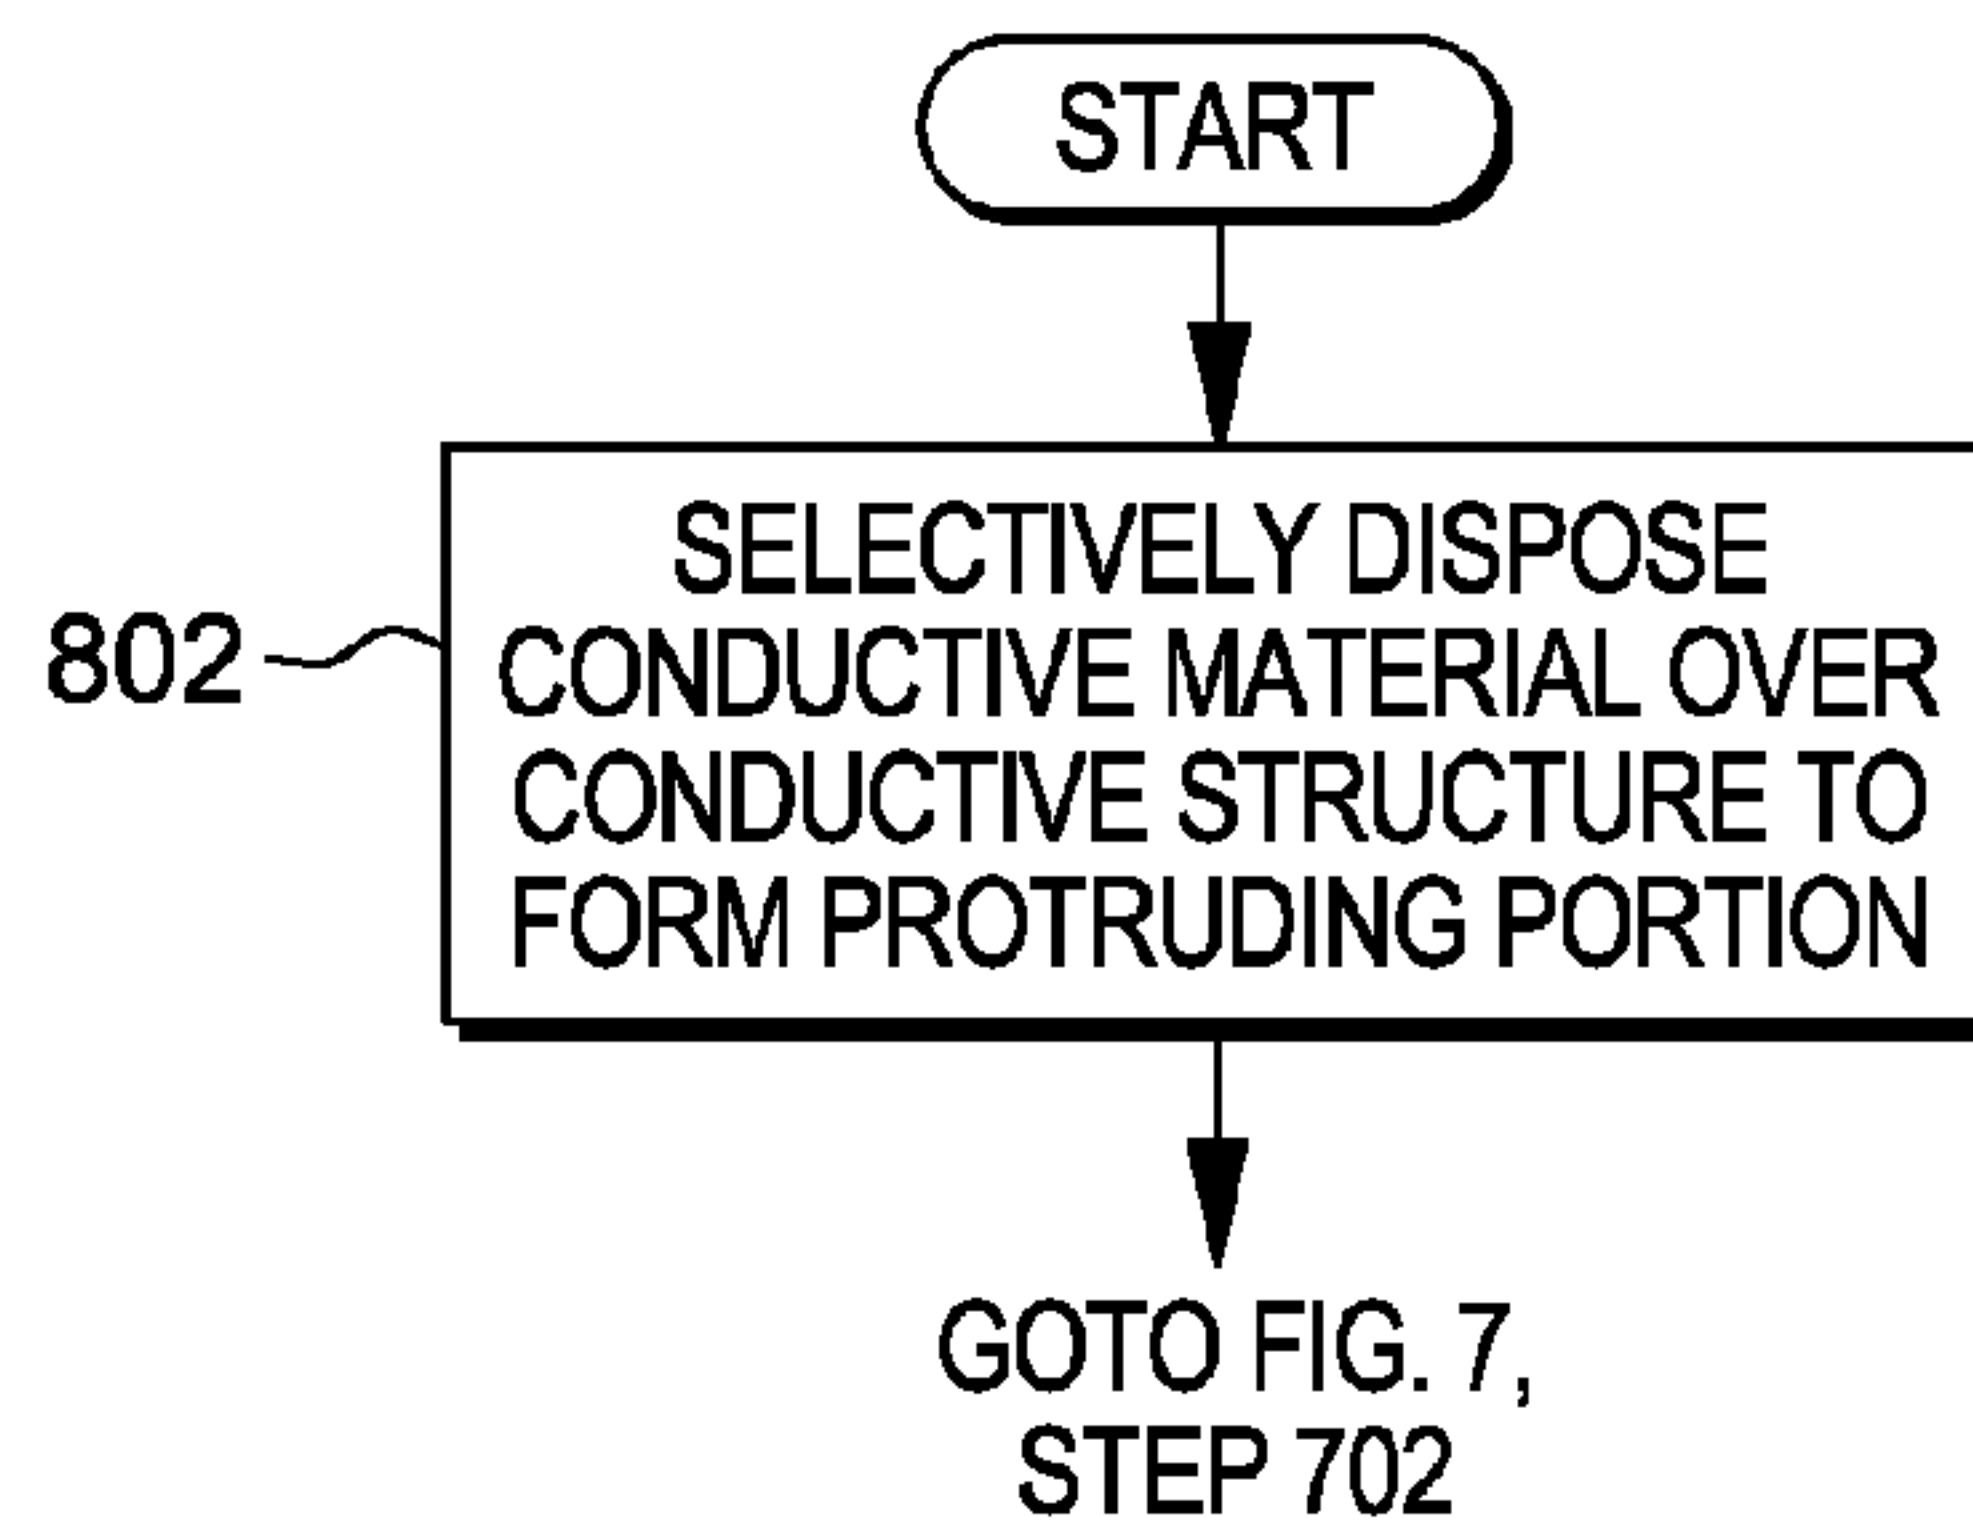 START
802
SELECTIVELY DISPOSE
CONDUCTIVE MATERIAL OVER
CONDUCTIVE STRUCTURE TO
FORM PROTRUDING PORTION
GOTO FIG. 7,
STEP 702